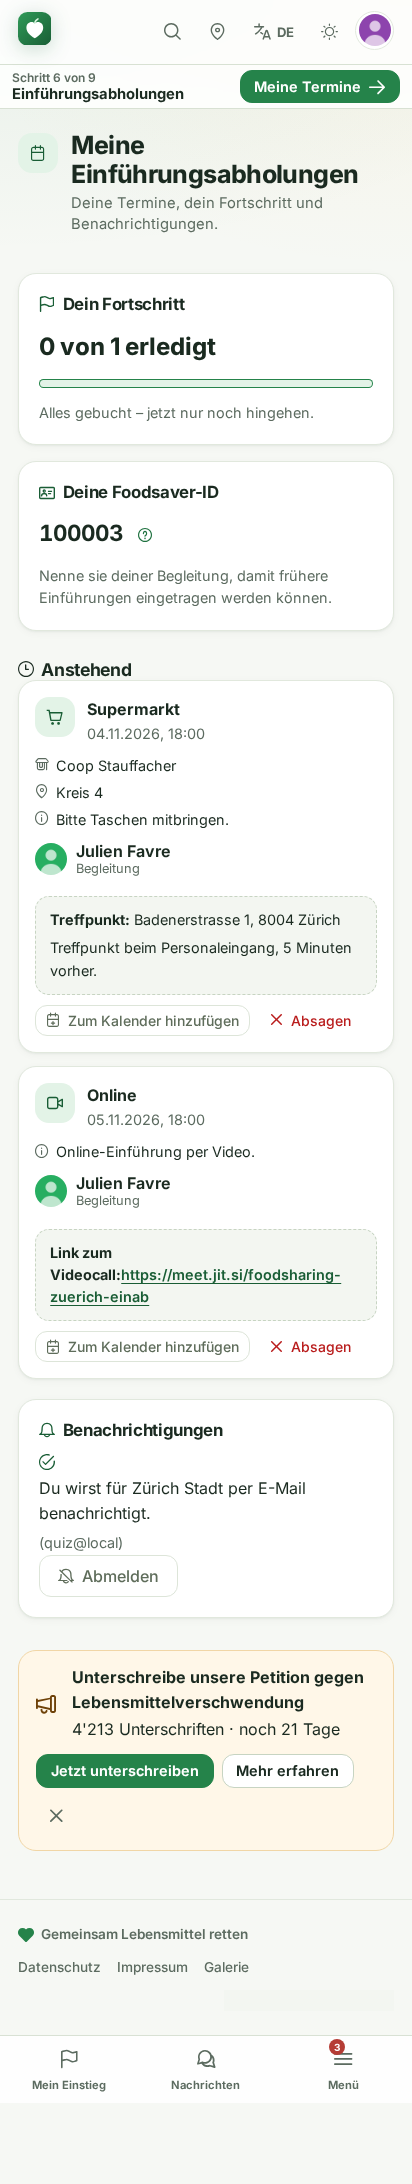 DE
Schritt 6 von 9
Einführungsabholungen
Meine Termine
Meine
Einführungsabholungen
Deine Termine, dein Fortschritt und
Benachrichtigungen.
Dein Fortschritt
0 von 1 erledigt
Alles gebucht – jetzt nur noch hingehen.
Deine Foodsaver-ID
100003
Nenne sie deiner Begleitung, damit frühere
Einführungen eingetragen werden können.
Anstehend
Supermarkt
04.11.2026, 18:00
Coop Stauffacher
Kreis 4
Bitte Taschen mitbringen.
Julien Favre
Begleitung
Treffpunkt: Badenerstrasse 1, 8004 Zürich
Treffpunkt beim Personaleingang, 5 Minuten
vorher.
Zum Kalender hinzufügen Absagen
Online
05.11.2026, 18:00
Online-Einführung per Video.
Julien Favre
Begleitung
Link zum
Videocall:https://meet.jit.si/foodsharing-
zuerich-einab
Zum Kalender hinzufügen Absagen
Benachrichtigungen
Du wirst für Zürich Stadt per E-Mail
benachrichtigt.
(quiz@local)
Abmelden
Unterschreibe unsere Petition gegen
Lebensmittelverschwendung
4'213 Unterschriften · noch 21 Tage
Jetzt unterschreiben Mehr erfahren
Gemeinsam Lebensmittel retten
Datenschutz Impressum Galerie
3
Mein Einstieg Nachrichten Menü